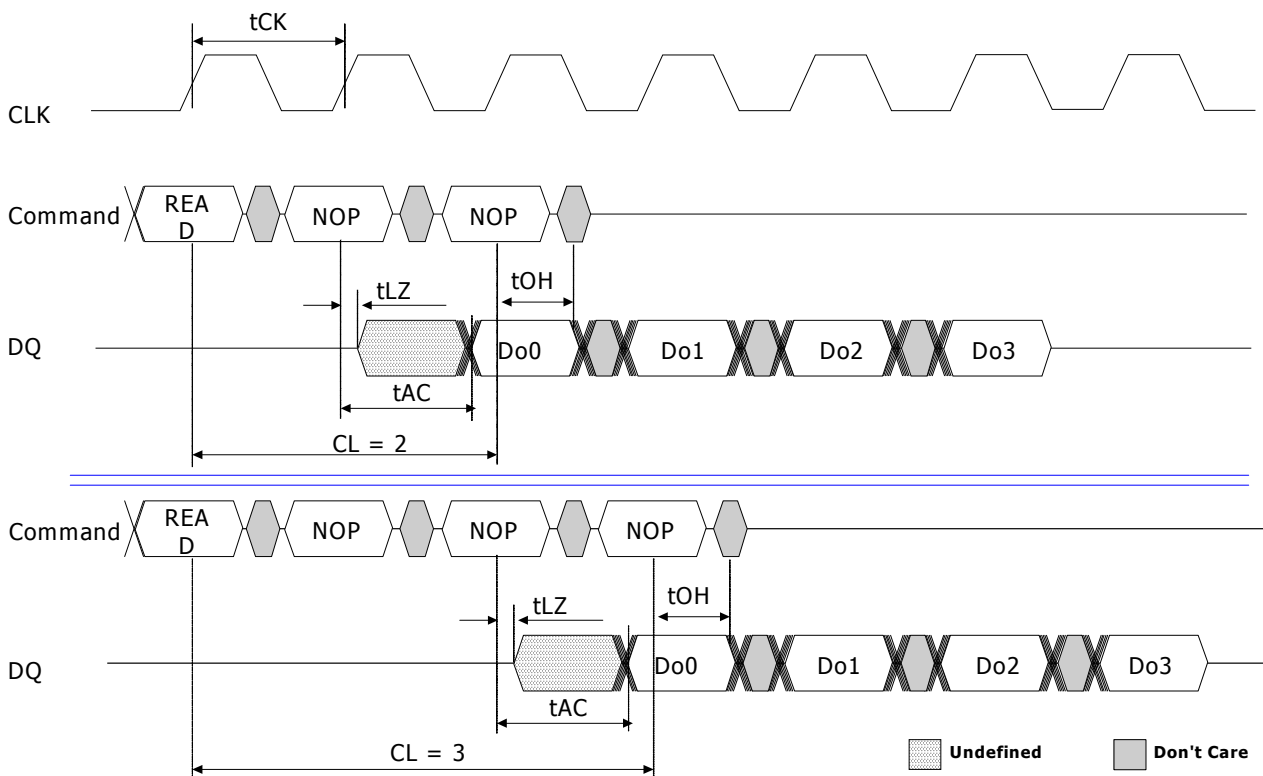 tCK
CLK
Command
REA
D
NOP
NOP
tLZ
tOH
DQ
Do0
Do1
Do2
Do3
tAC
CL = 2
Command
REA
D
NOP
NOP
NOP
tLZ
tOH
DQ
Do0
Do1
Do2
Do3
tAC
CL = 3
Undefined
Don't Care